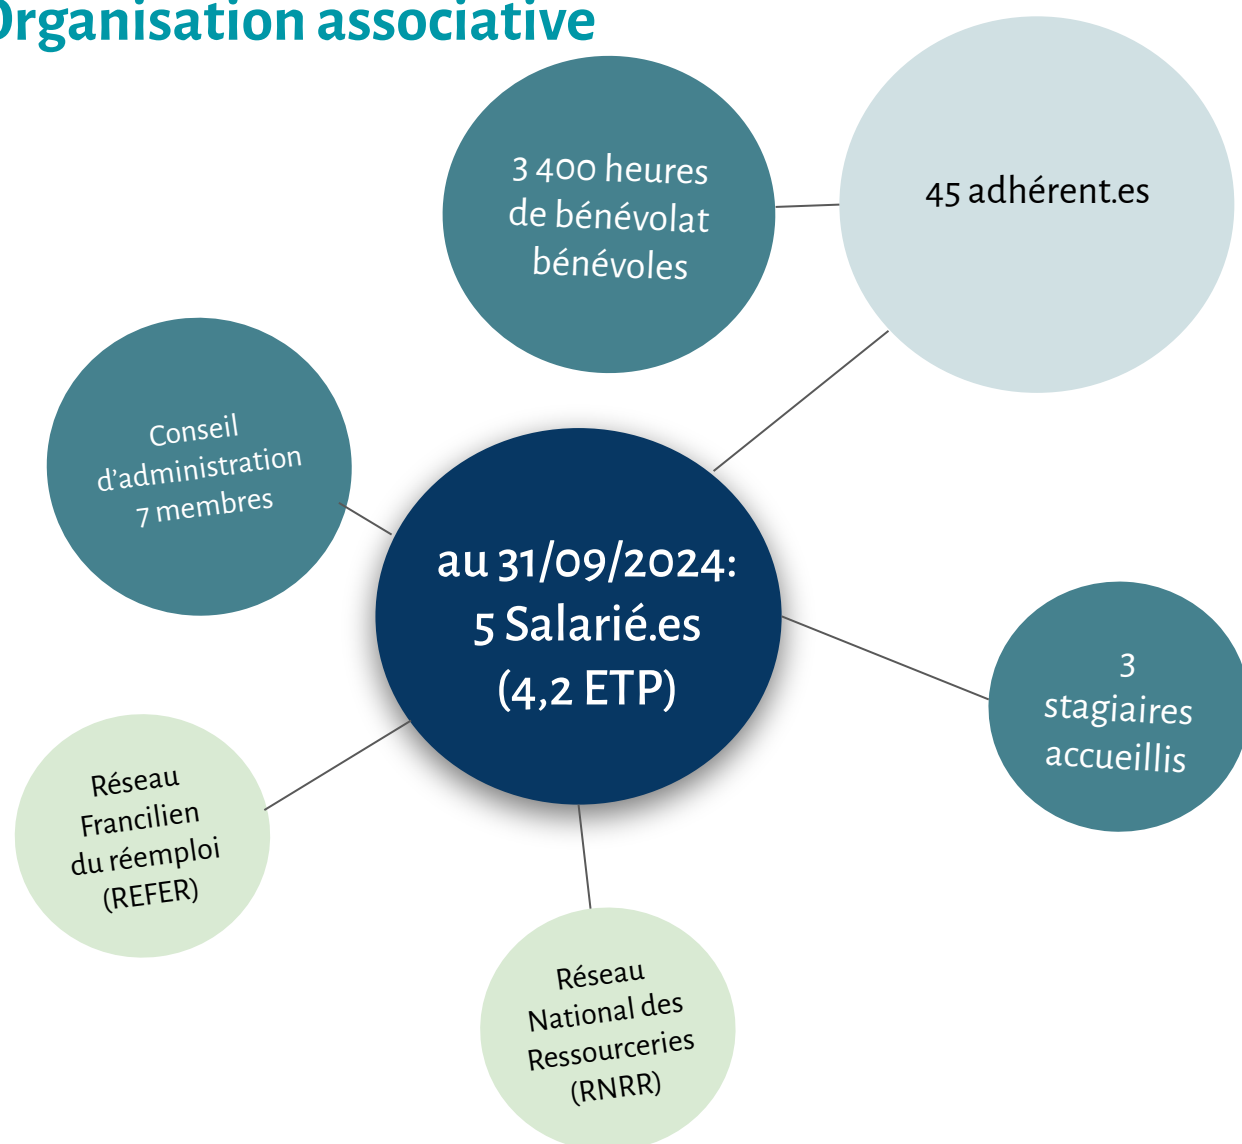 Organisation associative
3 400 heures
de bénévolat
bénévoles
45 adhérent.es
Conseil
d'administration
7 membres
au 31/09/2024:
5 Salarié.es
(4,2 ETP)
3
stagiaires
accueillis
Réseau
Francilien
du réemploi
(REFER)
Réseau
National des
Ressourceries
(RNRR)